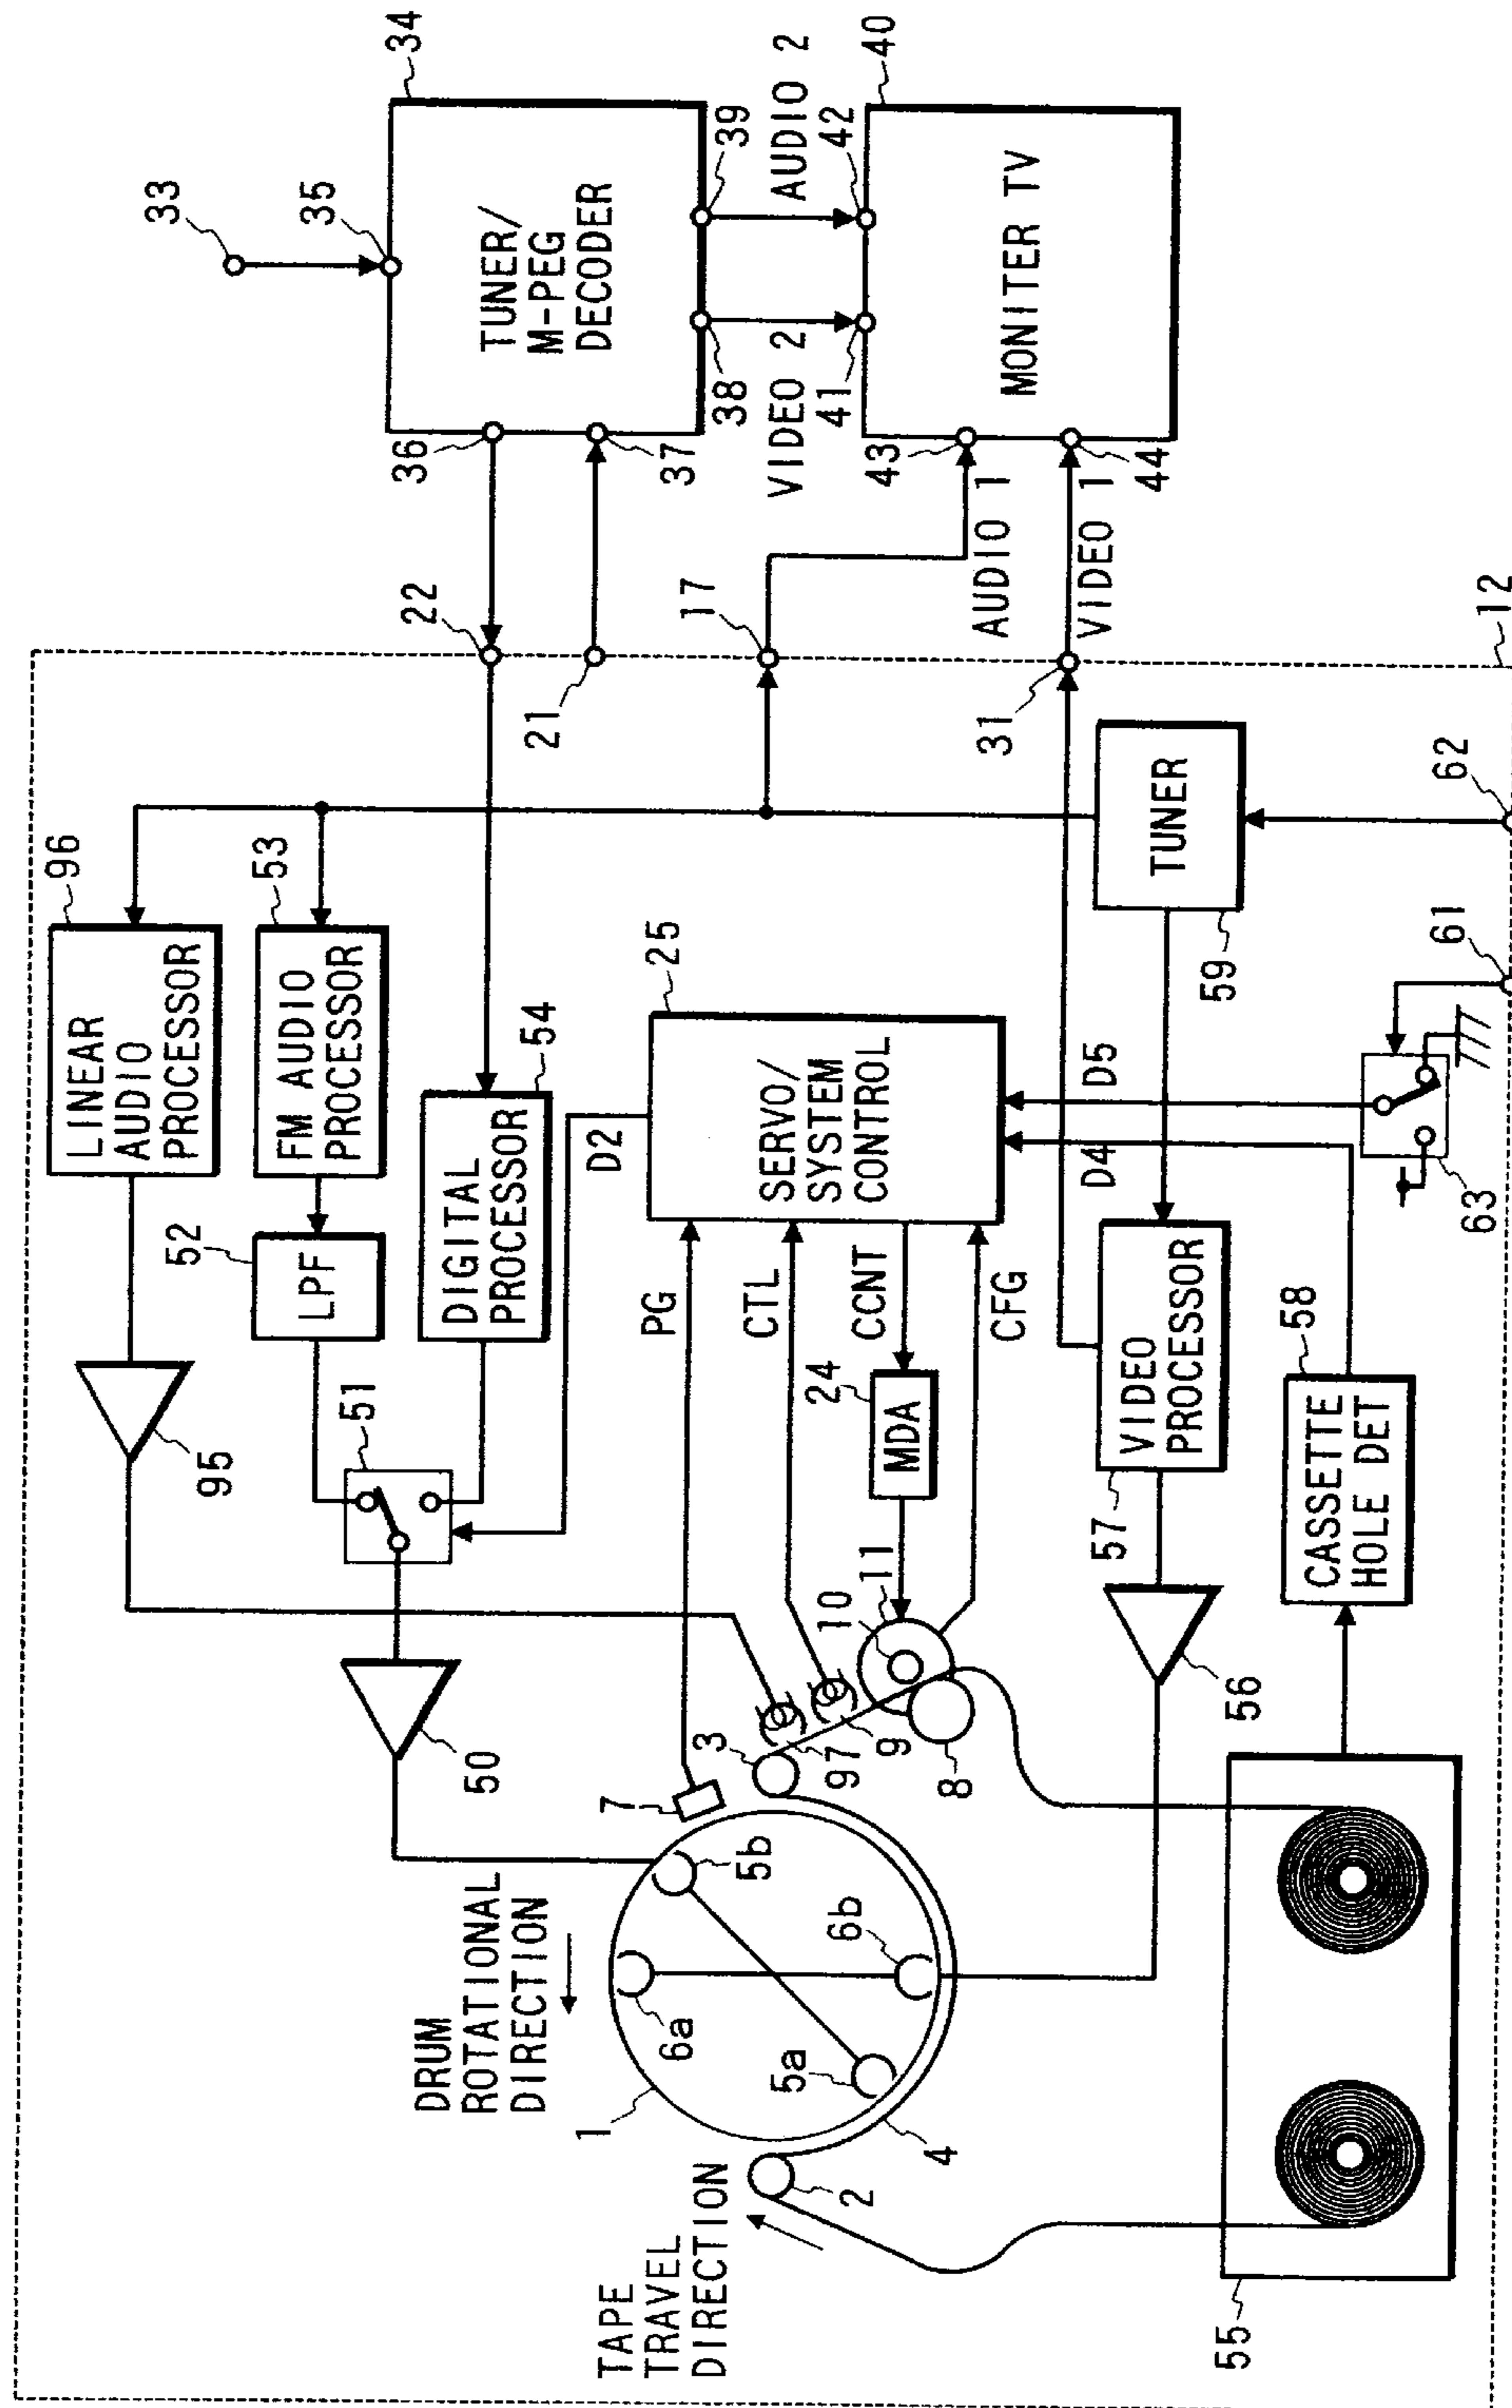 96
LINEAR
AUDIO
PROCESSOR
95
53
FM AUDIO
PROCESSOR
52
LPF
51
54
DIGITAL
PROCESSOR
50
D2
25
SERVO/
SYSTEM
CONTROL
PG
CTL
CCNT
CFG
24
MDA
D4
D5
DRUM
ROTATIONAL
DIRECTION
TAPE
TRAVEL
DIRECTION
1
2
3
4
5a
5b
6a
6b
7
8
9
97
10
11
57
VIDEO
PROCESSOR
56
58
CASSETTE
HOLE DET
55
59
TUNER
63
61
62
12
22
21
17
31
33
35
34
TUNER/
M-PEG
DECODER
36
37
38
39
VIDEO 2
AUDIO 2
41
42
40
MONITER TV
43
44
AUDIO 1
VIDEO 1